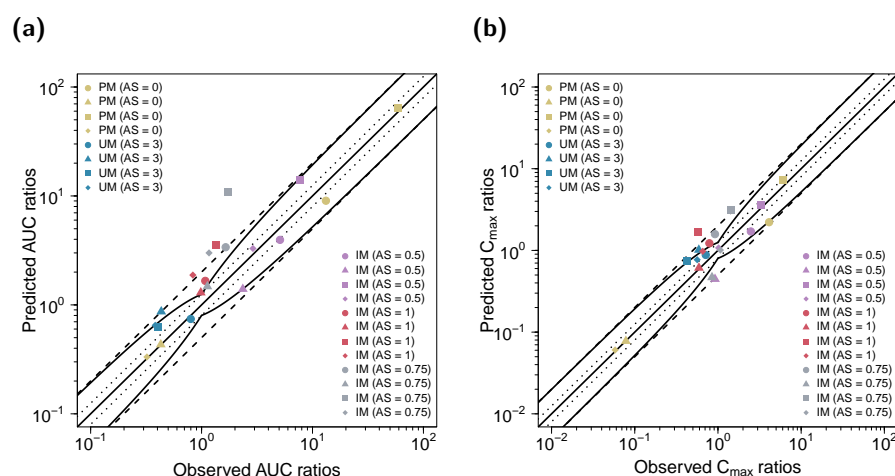 (a)
Predicted AUC ratios
10²
10¹
10⁰
10⁻¹
PM (AS = 0)
PM (AS = 0)
PM (AS = 0)
PM (AS = 0)
UM (AS = 3)
UM (AS = 3)
UM (AS = 3)
UM (AS = 3)
IM (AS = 0.5)
IM (AS = 0.5)
IM (AS = 0.5)
IM (AS = 0.5)
IM (AS = 1)
IM (AS = 1)
IM (AS = 1)
IM (AS = 1)
IM (AS = 0.75)
IM (AS = 0.75)
IM (AS = 0.75)
IM (AS = 0.75)
10⁻¹ 10⁰ 10¹ 10²
Observed AUC ratios
(b)
Predicted Cmax ratios
10²
10¹
10⁰
10⁻¹
10⁻²
PM (AS = 0)
PM (AS = 0)
PM (AS = 0)
PM (AS = 0)
UM (AS = 3)
UM (AS = 3)
UM (AS = 3)
UM (AS = 3)
IM (AS = 0.5)
IM (AS = 0.5)
IM (AS = 0.5)
IM (AS = 0.5)
IM (AS = 1)
IM (AS = 1)
IM (AS = 1)
IM (AS = 1)
IM (AS = 0.75)
IM (AS = 0.75)
IM (AS = 0.75)
IM (AS = 0.75)
10⁻² 10⁻¹ 10⁰ 10¹ 10²
Observed Cmax ratios